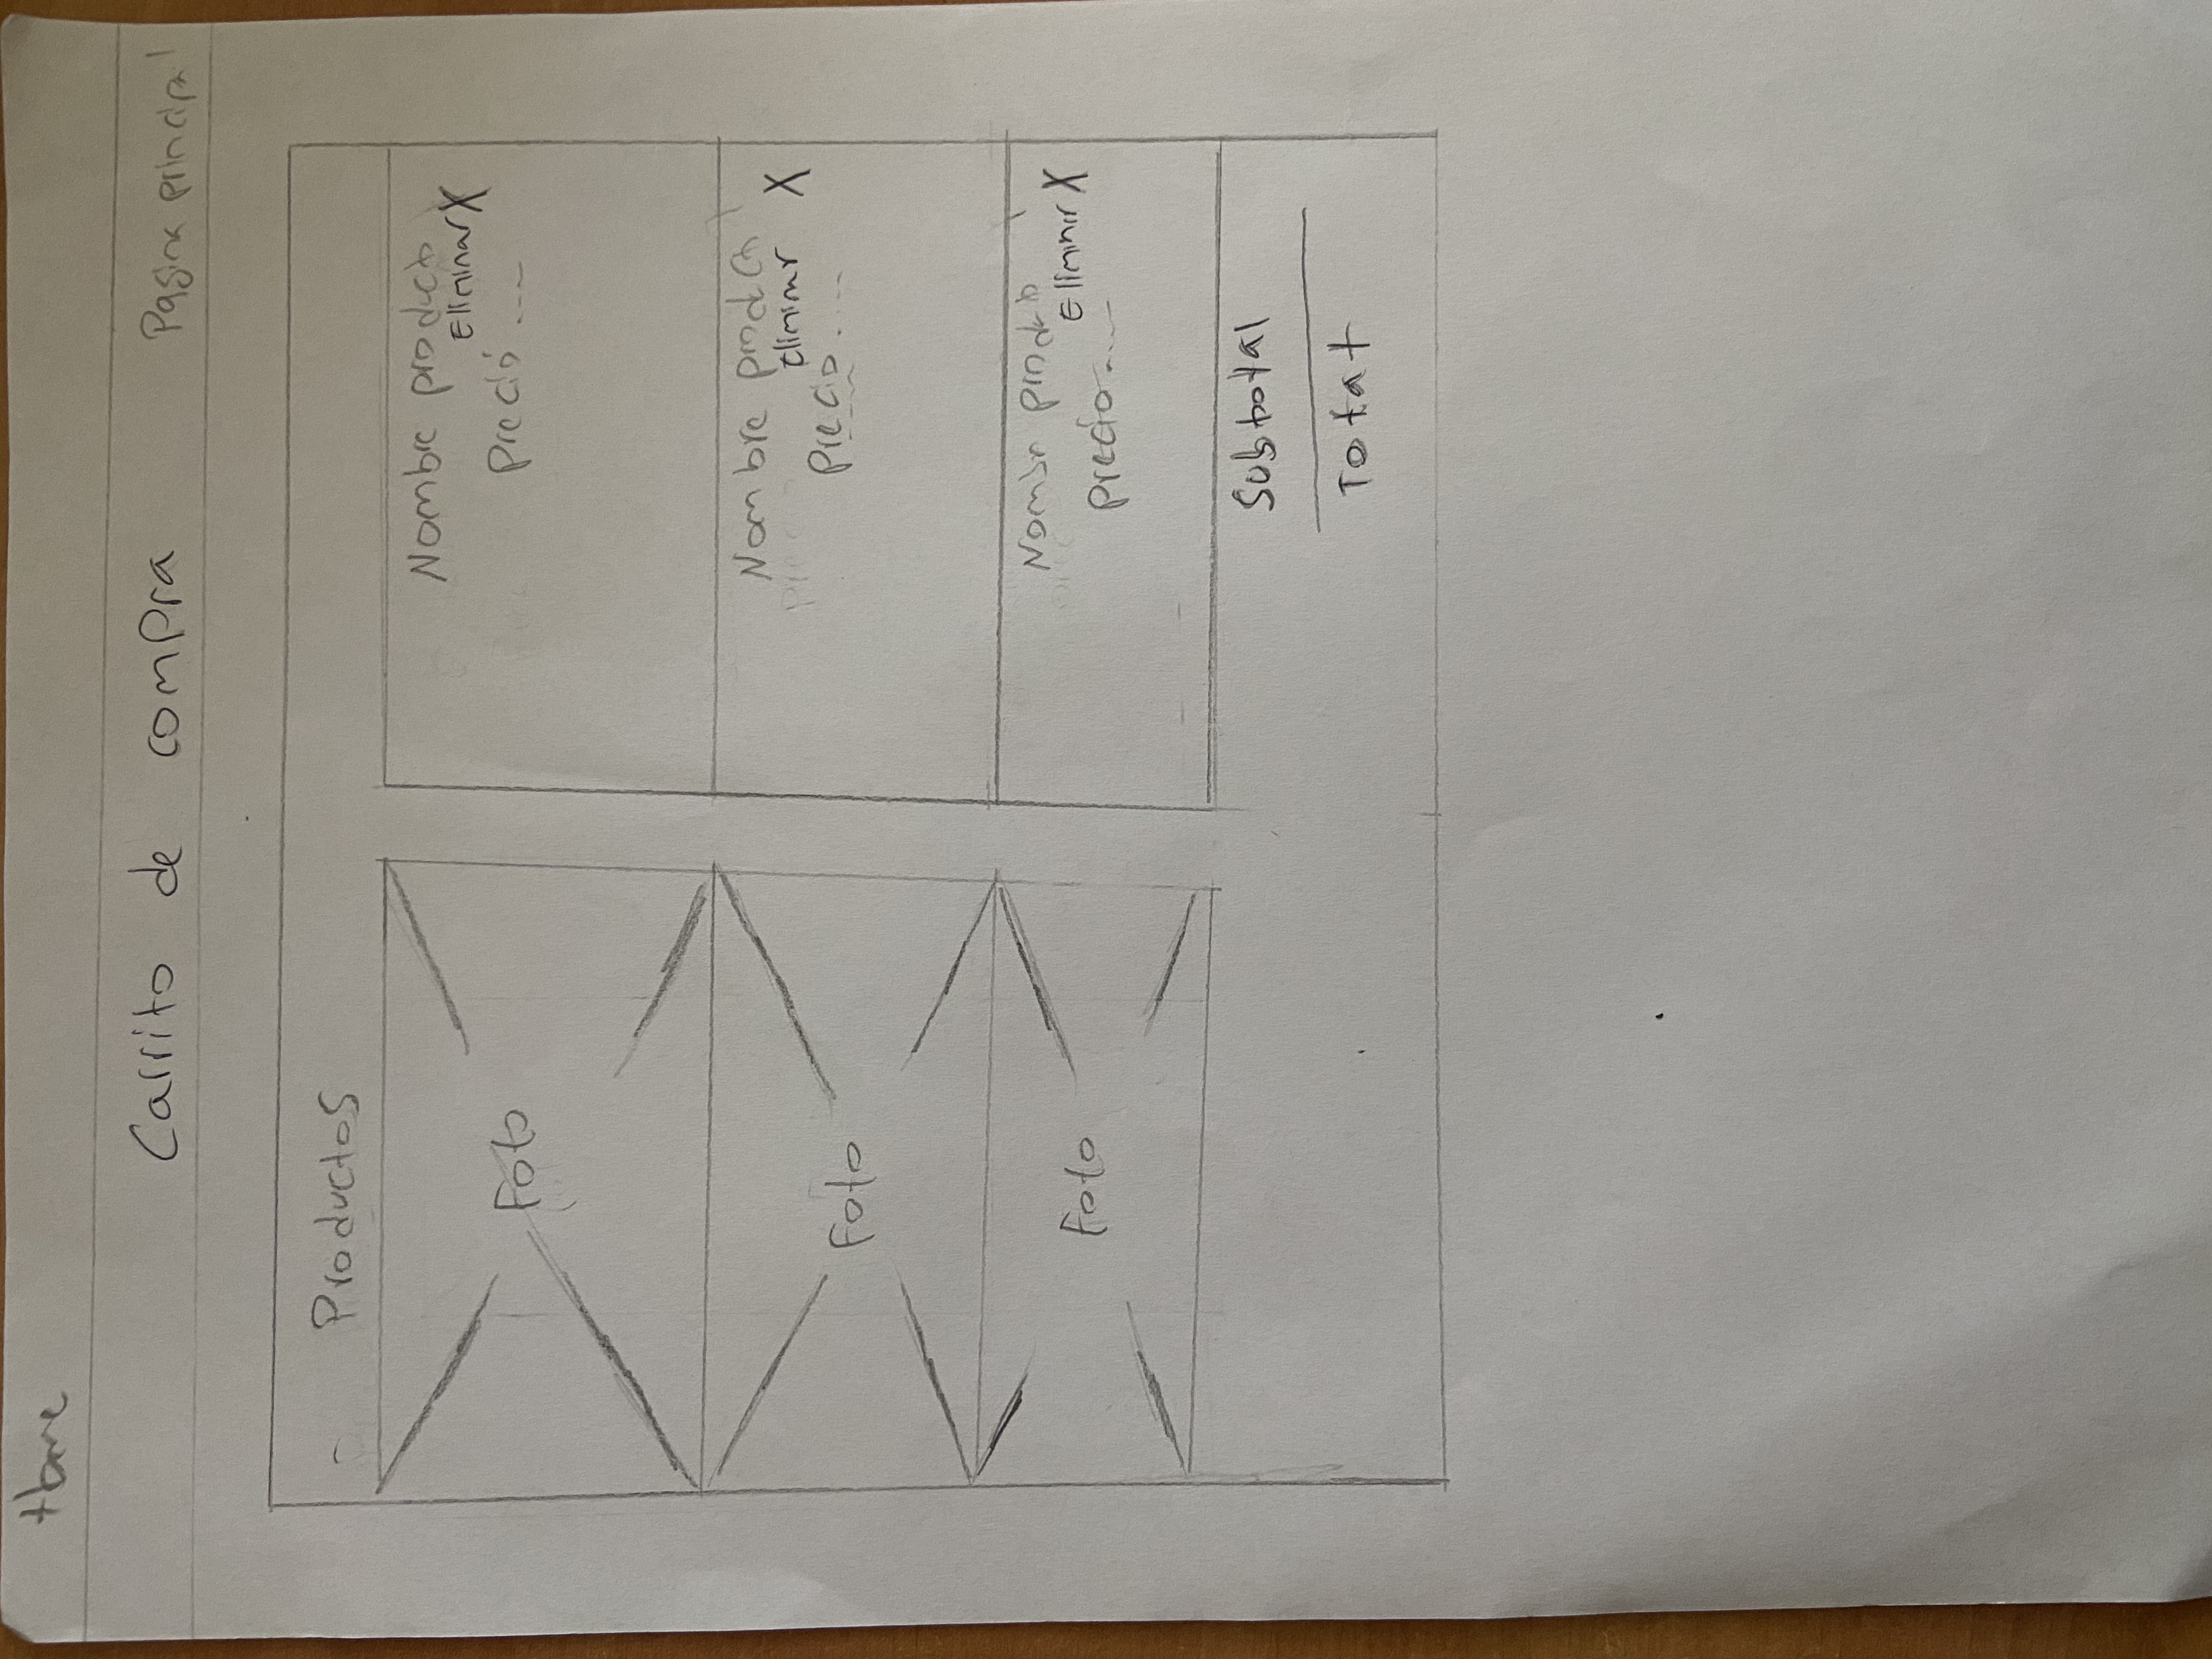 Home
Carrito de compra Pagina principal
Productos
Foto
Nombre producto
Eliminar X
Precio ....
Foto
Nombre producto
Eliminar X
Precio ....
Foto
Nombre producto
Eliminar X
Precio ....
Subtotal
Total